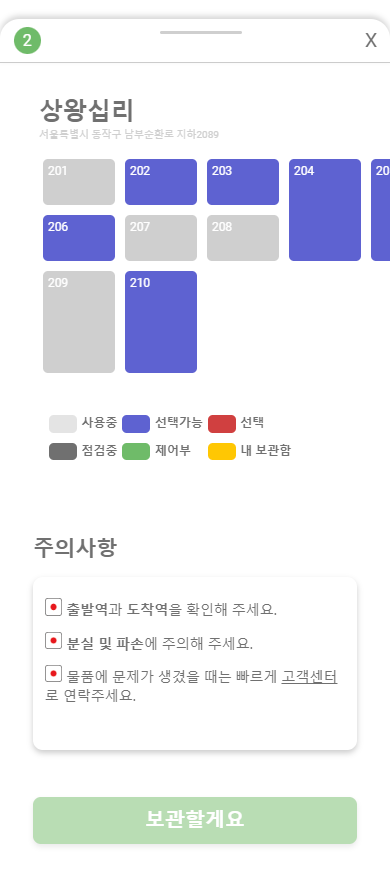 2
X
상왕십리
서울특별시 동작구 남부순환로 지하2089
201 202 203 204
206 207 208
209 210
사용중 선택가능 선택
점검중 제어부 내 보관함
주의사항
출발역과 도착역을 확인해 주세요.
분실 및 파손에 주의해 주세요.
물품에 문제가 생겼을 때는 빠르게 고객센터
로 연락주세요.
보관할게요